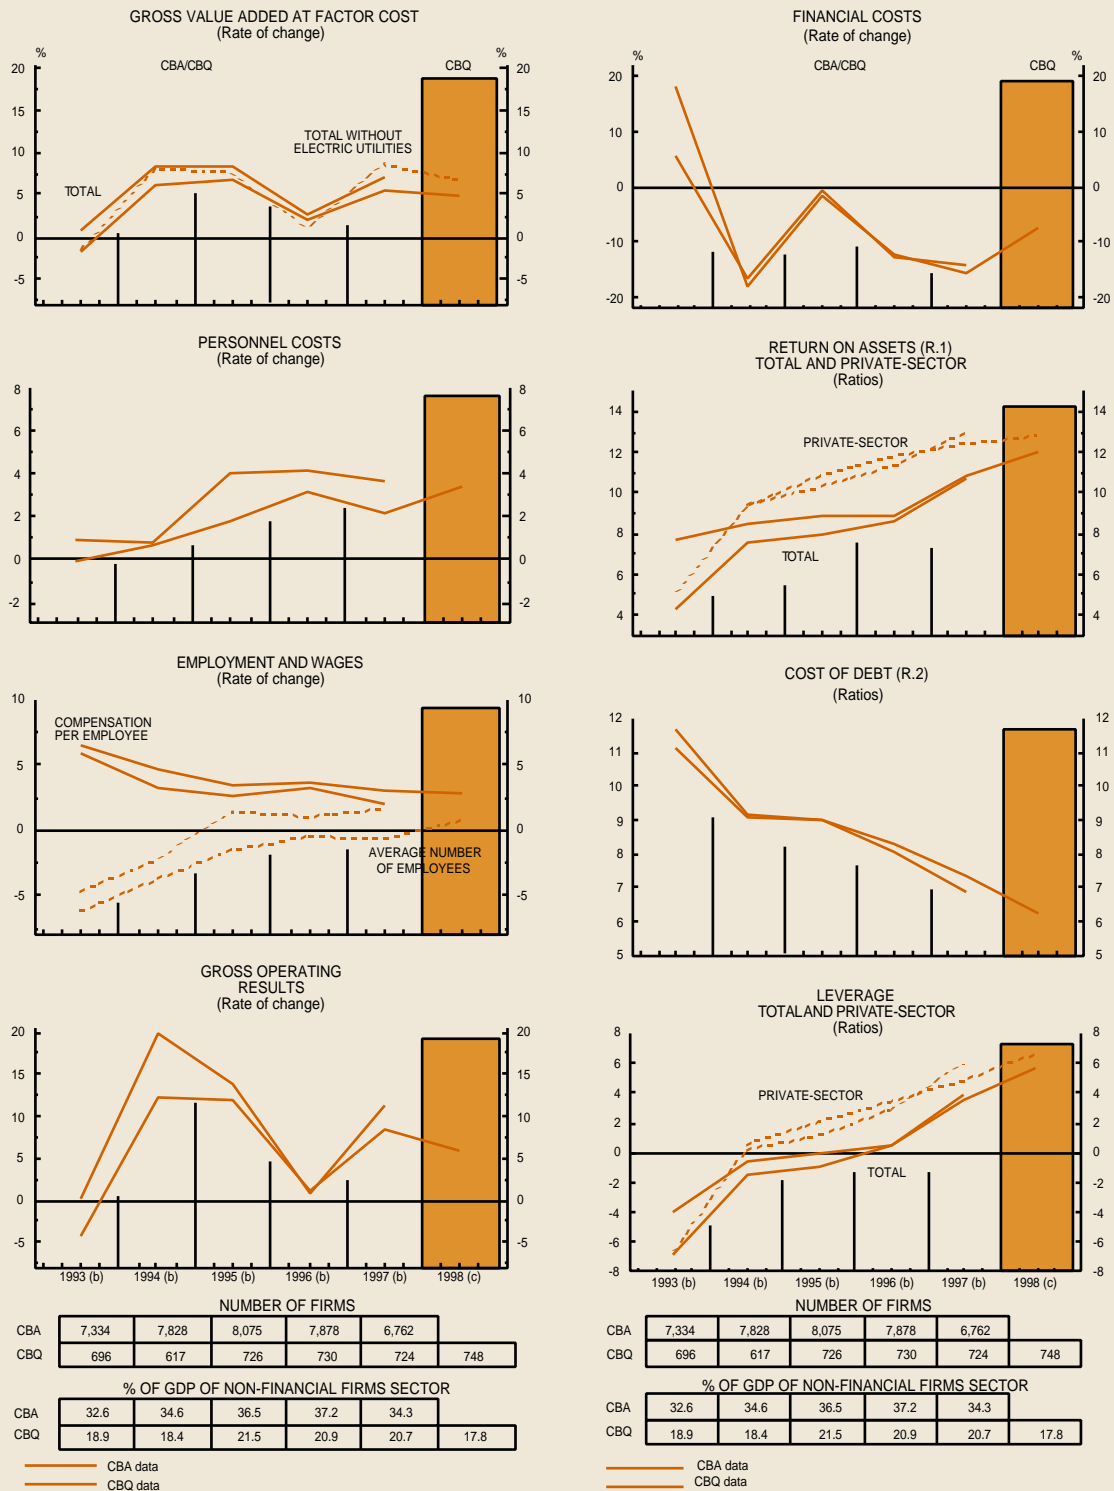 GROSS VALUE ADDED AT FACTOR COST
(Rate of change)
% %
CBA/CBQ CBQ
20 20
15 15
10 10
5 5
0 0
-5 -5
TOTAL WITHOUT
ELECTRIC UTILITIES
TOTAL
PERSONNEL COSTS
(Rate of change)
8 8
6 6
4 4
2 2
0 0
-2 -2
EMPLOYMENT AND WAGES
(Rate of change)
10 10
5 5
0 0
-5 -5
COMPENSATION
PER EMPLOYEE
AVERAGE NUMBER
OF EMPLOYEES
GROSS OPERATING
RESULTS
(Rate of change)
20 20
15 15
10 10
5 5
0 0
-5 -5
1993 (b) 1994 (b) 1995 (b) 1996 (b) 1997 (b) 1998 (c)
NUMBER OF FIRMS
CBA 7,334 7,828 8,075 7,878 6,762
CBQ 696 617 726 730 724 748
% OF GDP OF NON-FINANCIAL FIRMS SECTOR
CBA 32.6 34.6 36.5 37.2 34.3
CBQ 18.9 18.4 21.5 20.9 20.7 17.8
CBA data
CBQ data
FINANCIAL COSTS
(Rate of change)
% %
CBA/CBQ CBQ
20 20
10 10
0 0
-10 -10
-20 -20
RETURN ON ASSETS (R.1)
TOTAL AND PRIVATE-SECTOR
(Ratios)
14 14
12 12
10 10
8 8
6 6
4 4
PRIVATE-SECTOR
TOTAL
COST OF DEBT (R.2)
(Ratios)
12 12
11 11
10 10
9 9
8 8
7 7
6 6
5 5
LEVERAGE
TOTALAND PRIVATE-SECTOR
(Ratios)
8 8
6 6
4 4
2 2
0 0
-2 -2
-4 -4
-6 -6
-8 -8
PRIVATE-SECTOR
TOTAL
1993 (b) 1994 (b) 1995 (b) 1996 (b) 1997 (b) 1998 (c)
NUMBER OF FIRMS
CBA 7,334 7,828 8,075 7,878 6,762
CBQ 696 617 726 730 724 748
% OF GDP OF NON-FINANCIAL FIRMS SECTOR
CBA 32.6 34.6 36.5 37.2 34.3
CBQ 18.9 18.4 21.5 20.9 20.7 17.8
CBA data
CBQ data